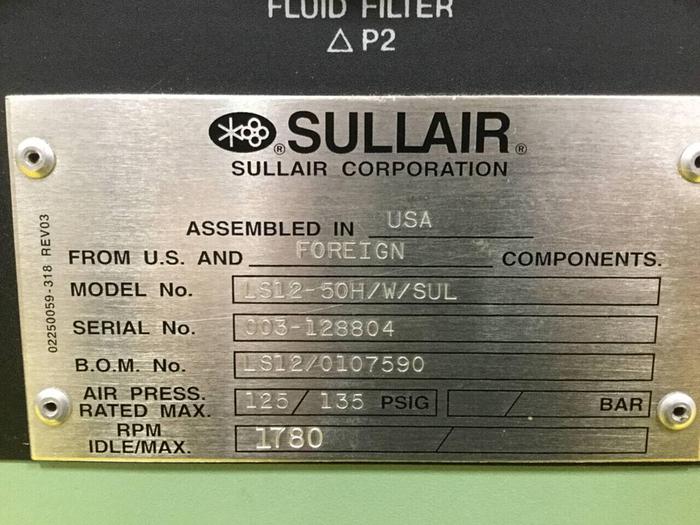 FLUID FILTER
△ P2
® SULLAIR ®
SULLAIR CORPORATION
ASSEMBLED IN USA
FROM U.S. AND FOREIGN COMPONENTS.
MODEL No. LS12-50H/W/SUL
SERIAL No. 003-128804
B.O.M. No. LS12/0107590
AIR PRESS. RATED MAX. 125 / 135 PSIG / BAR
RPM IDLE/MAX. 1780 /
02250059-318 REV03